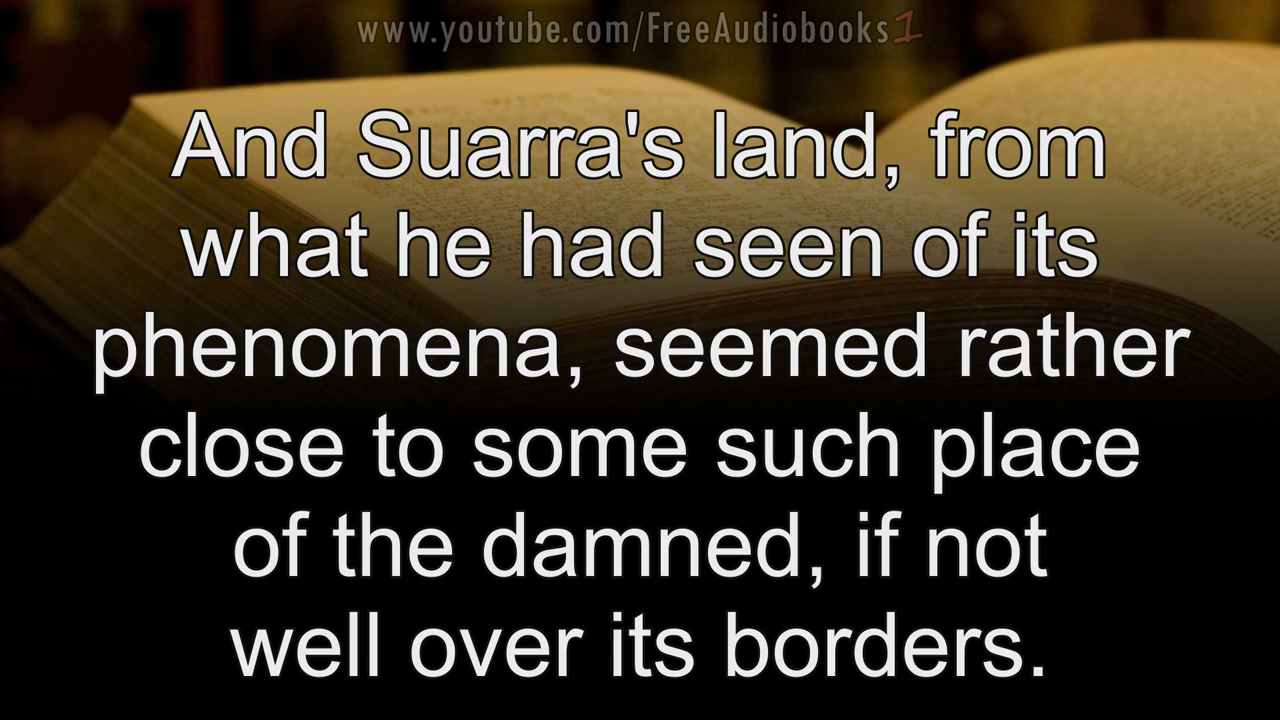 www.youtube.com/FreeAudiobooks1
And Suarra's land, from
what he had seen of its
phenomena, seemed rather
close to some such place
of the damned, if not
well over its borders.